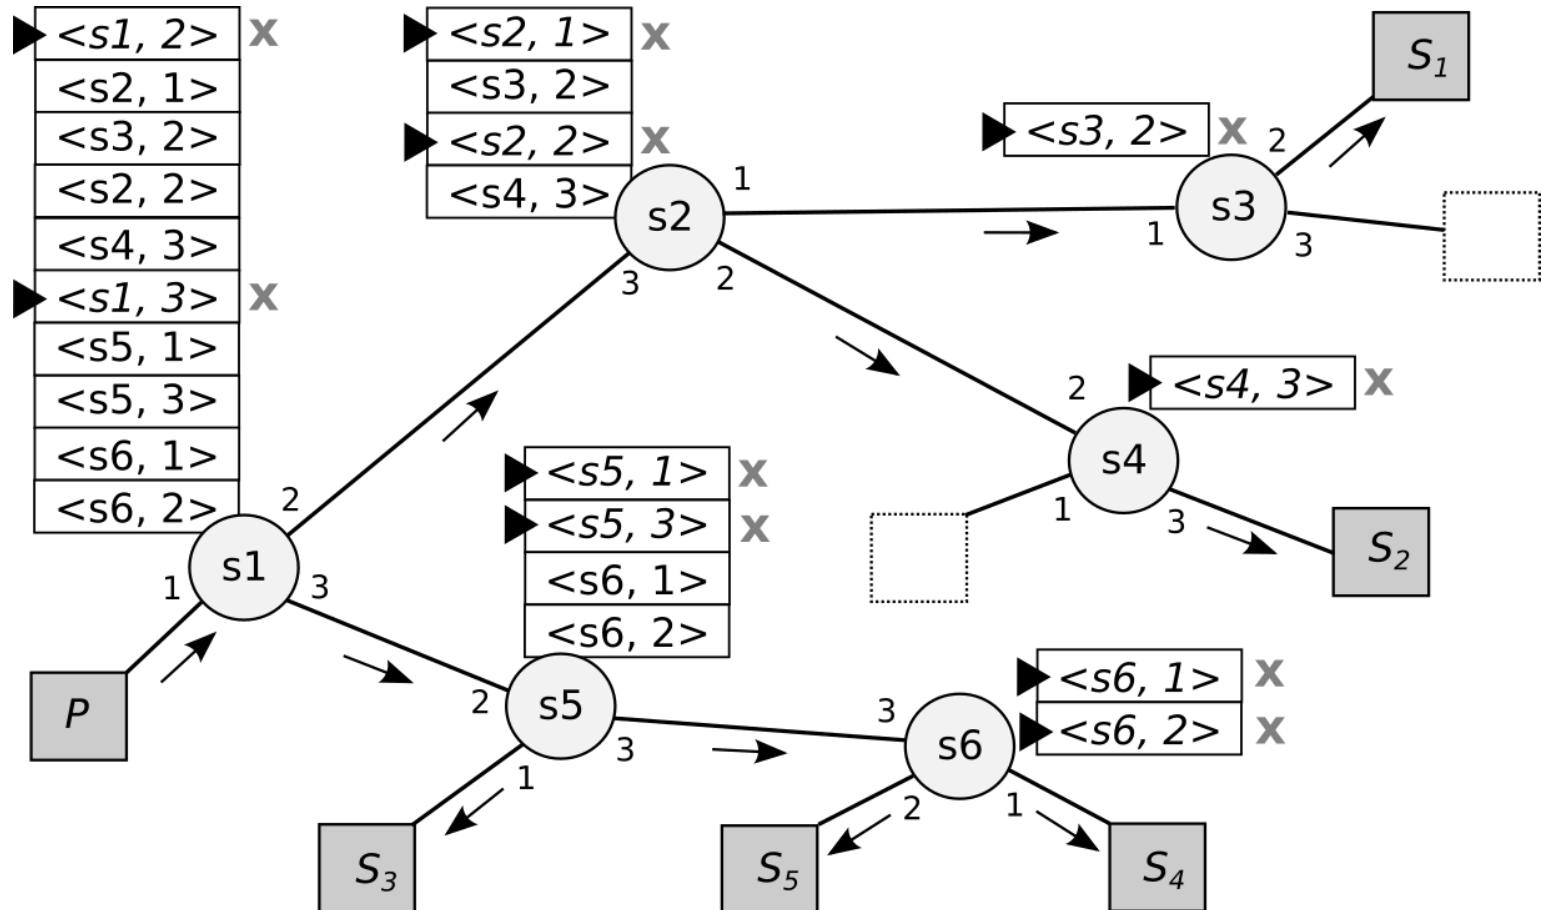 <s1, 2> x
<s2, 1>
<s3, 2>
<s2, 2>
<s4, 3>
<s1, 3> x
<s5, 1>
<s5, 3>
<s6, 1>
<s6, 2>
s1
1
2
3
P
<s2, 1> x
<s3, 2>
<s2, 2> x
<s4, 3>
s2
1
3
2
<s3, 2> x
s3
2
1
3
S1
<s4, 3> x
s4
2
1
3
S2
<s5, 1> x
<s5, 3> x
<s6, 1>
<s6, 2>
s5
2
3
1
S3
<s6, 1> x
<s6, 2> x
s6
3
2
1
S5
S4